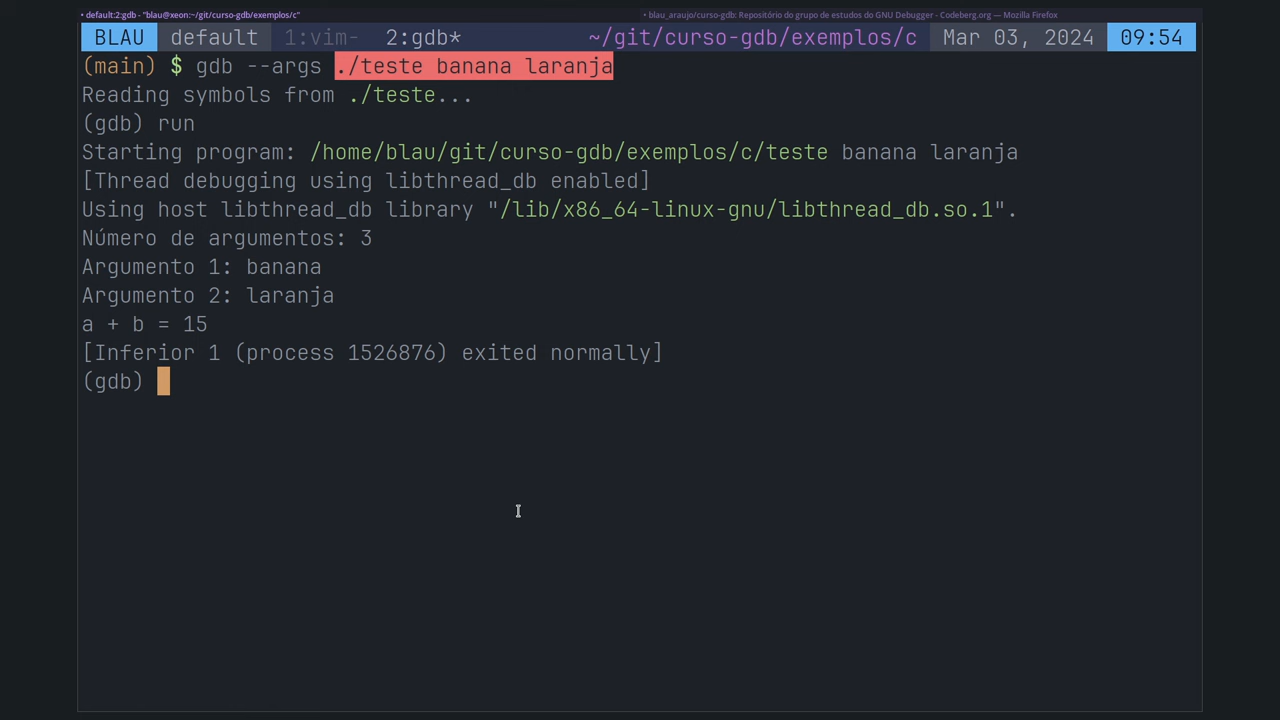 • default:2:gdb - "blau@xeon:~/git/curso-gdb/exemplos/c"
• blau_araujo/curso-gdb: Repositório do grupo de estudos do GNU Debugger - Codeberg.org — Mozilla Firefox
BLAU default 1:vim- 2:gdb* ~/git/curso-gdb/exemplos/c Mar 03, 2024 09:54
(main) $ gdb --args ./teste banana laranja
Reading symbols from ./teste...
(gdb) run
Starting program: /home/blau/git/curso-gdb/exemplos/c/teste banana laranja
[Thread debugging using libthread_db enabled]
Using host libthread_db library "/lib/x86_64-linux-gnu/libthread_db.so.1".
Número de argumentos: 3
Argumento 1: banana
Argumento 2: laranja
a + b = 15
[Inferior 1 (process 1526876) exited normally]
(gdb)